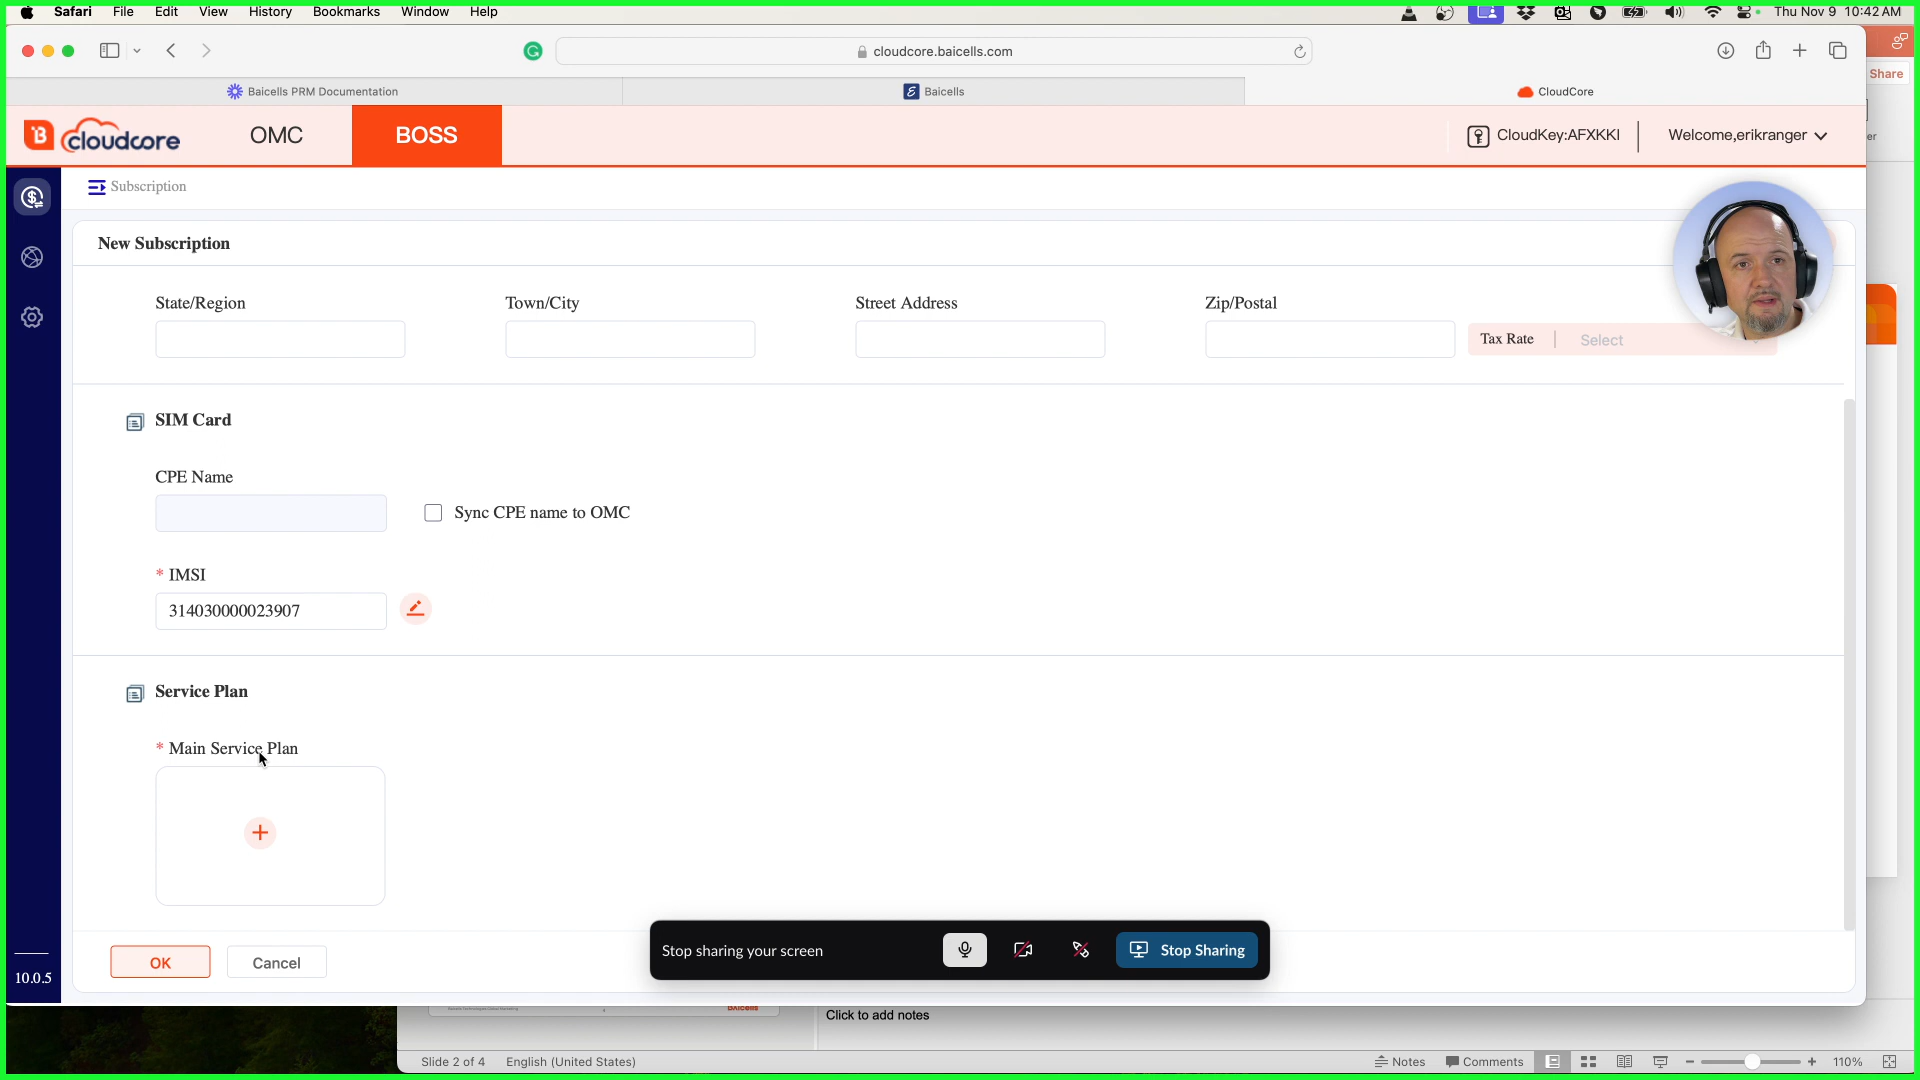 Safari File Edit View History Bookmarks Window Help Thu Nov 9 10:42 AM
cloudcore.baicells.com
Baicells PRM Documentation
Baicells
CloudCore
Share
cloudcore OMC BOSS CloudKey:AFXKKI Welcome,erikranger
er
Subscription
New Subscription
State/Region Town/City Street Address Zip/Postal
Tax Rate Select
SIM Card
CPE Name
Sync CPE name to OMC
* IMSI
314030000023907
Service Plan
* Main Service Plan
OK Cancel
Stop sharing your screen Stop Sharing
10.0.5
Click to add notes
Slide 2 of 4 English (United States) Notes Comments 110%